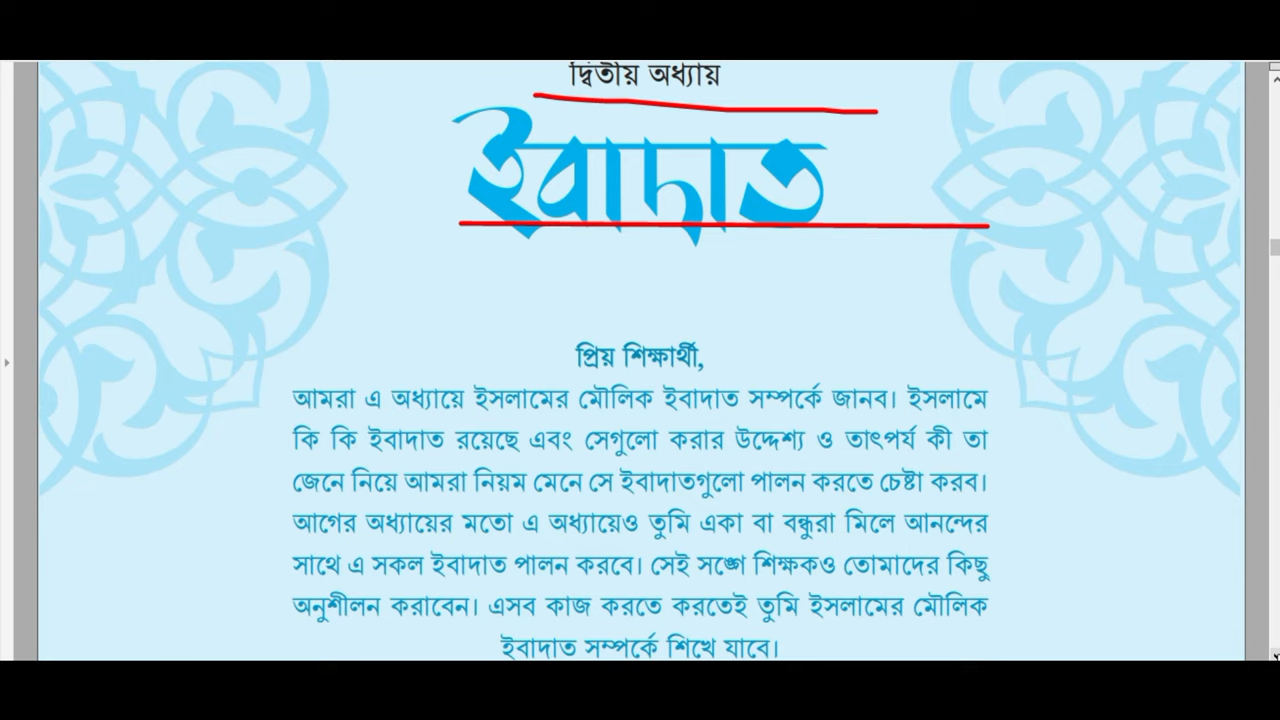 দ্বিতীয় অধ্যায়
ইবাদাত
প্রিয় শিক্ষার্থী,
আমরা এ অধ্যায়ে ইসলামের মৌলিক ইবাদাত সম্পর্কে জানব। ইসলামে
কি কি ইবাদাত রয়েছে এবং সেগুলো করার উদ্দেশ্য ও তাৎপর্য কী তা
জেনে নিয়ে আমরা নিয়ম মেনে সে ইবাদাতগুলো পালন করতে চেষ্টা করব।
আগের অধ্যায়ের মতো এ অধ্যায়েও তুমি একা বা বন্ধুরা মিলে আনন্দের
সাথে এ সকল ইবাদাত পালন করবে। সেই সঙ্গে শিক্ষকও তোমাদের কিছু
অনুশীলন করাবেন। এসব কাজ করতে করতেই তুমি ইসলামের মৌলিক
ইবাদাত সম্পর্কে শিখে যাবে।